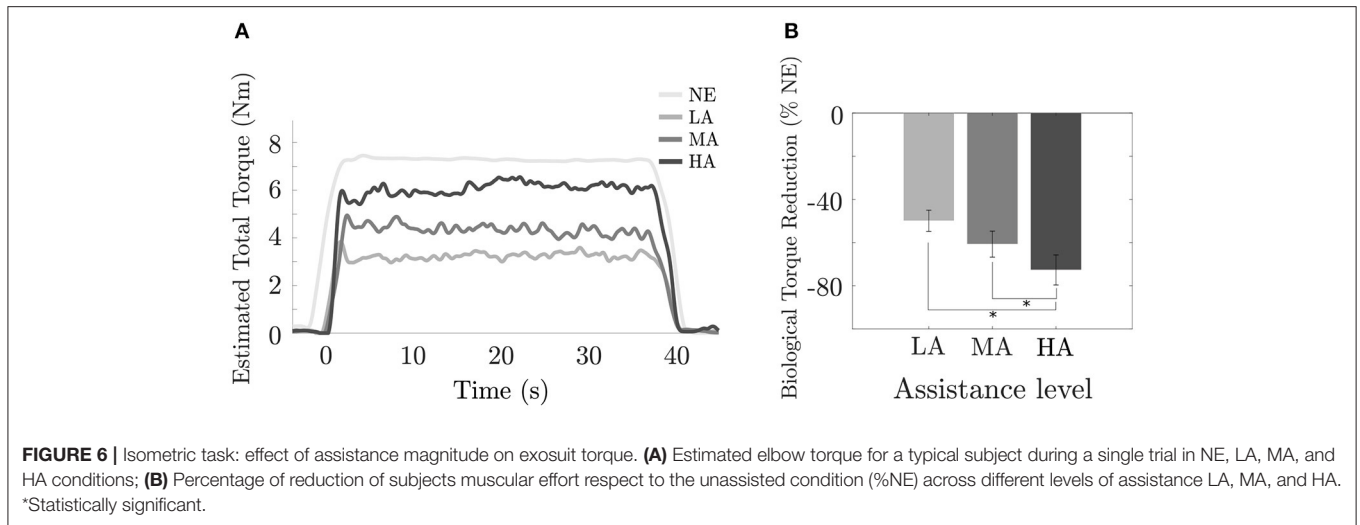 A
Estimated Total Torque (Nm)
8
6
4
2
0
0 10 20 30 40
Time (s)
NE
LA
MA
HA
B
Biological Torque Reduction (% NE)
0
-40
-80
*
*
LA MA HA
Assistance level
FIGURE 6 | Isometric task: effect of assistance magnitude on exosuit torque. (A) Estimated elbow torque for a typical subject during a single trial in NE, LA, MA, and
HA conditions; (B) Percentage of reduction of subjects muscular effort respect to the unassisted condition (%NE) across different levels of assistance LA, MA, and HA.
*Statistically significant.